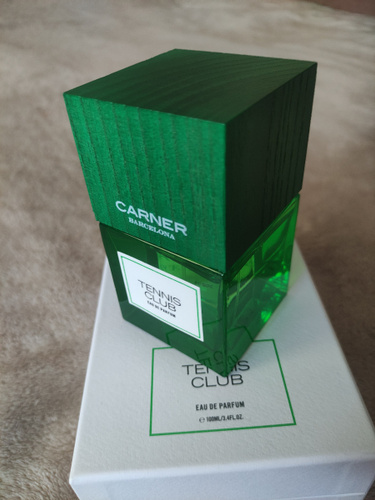 CARNER
BARCELONA
TENNIS
CLUB
EAU DE PARFUM
TENNIS
CLUB
EAU DE PARFUM
℮ 100ML/3.4FL.OZ.